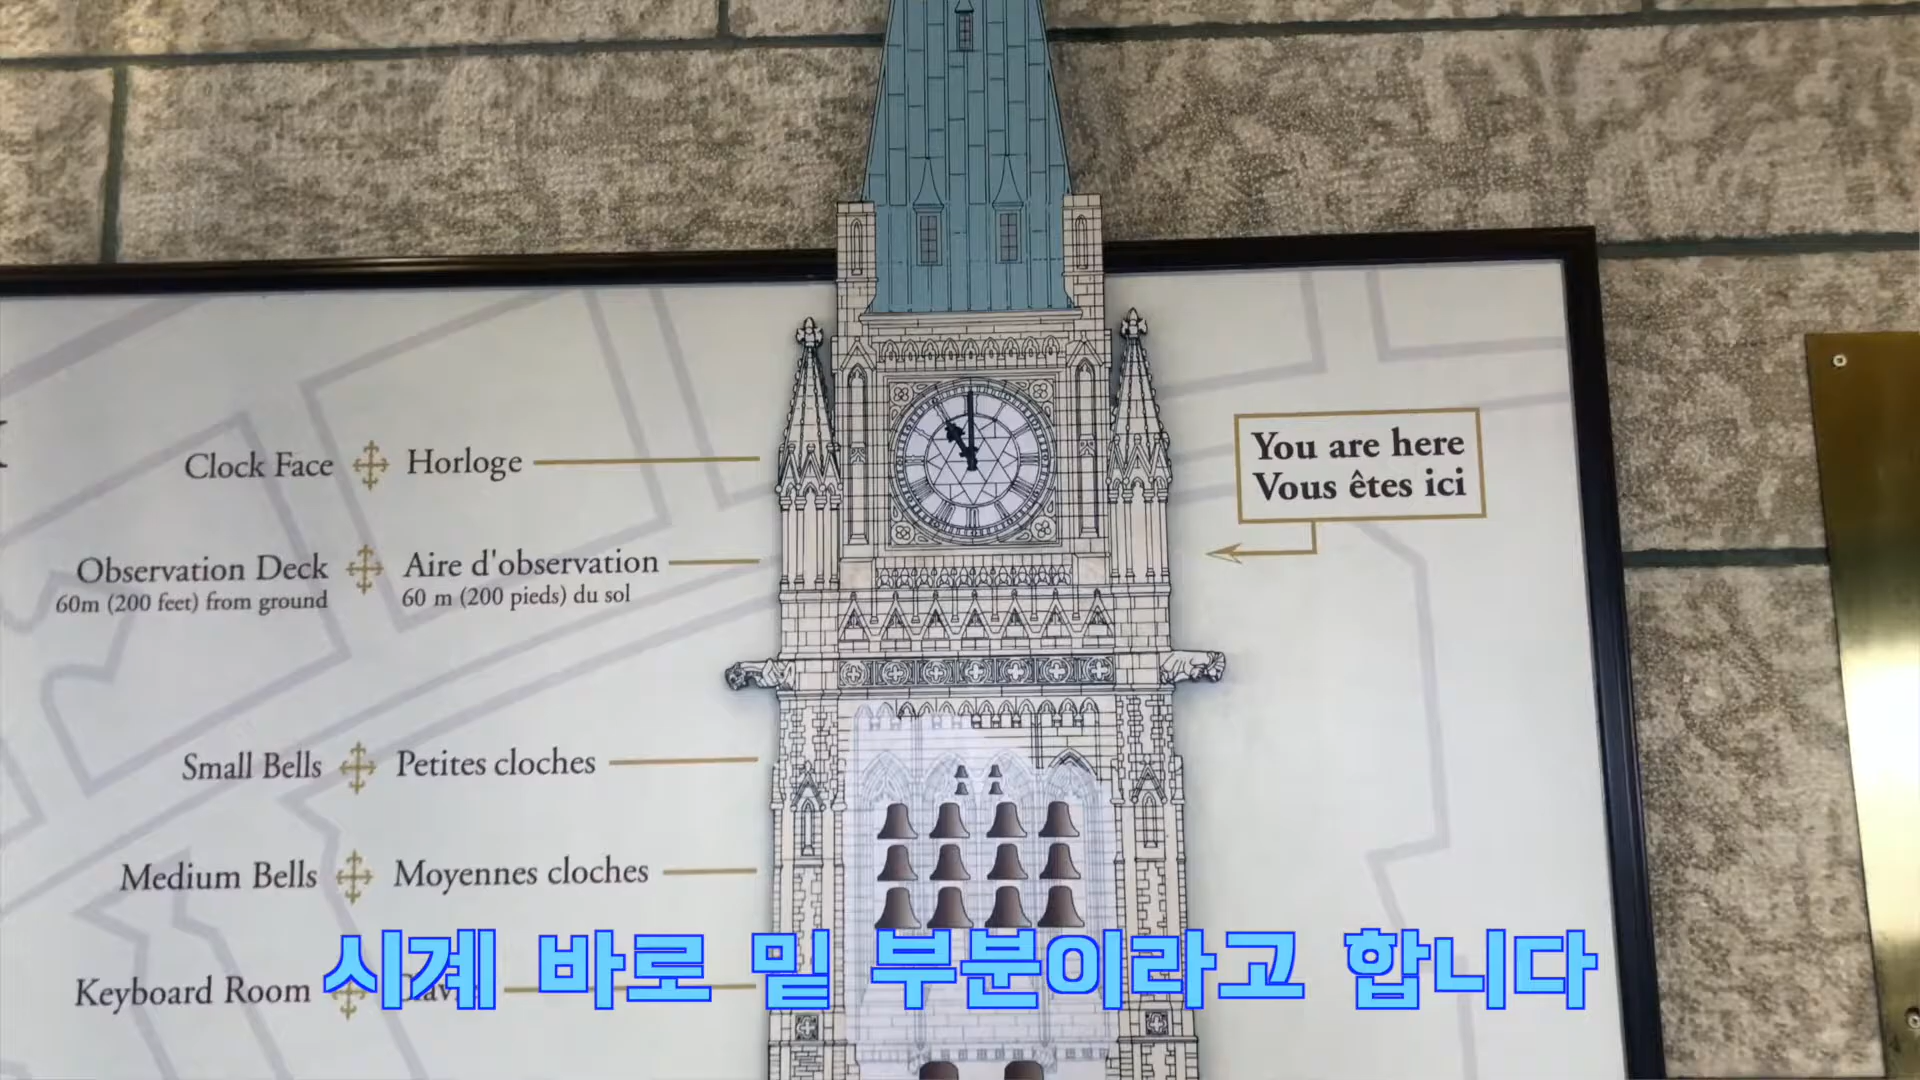 Clock Face Horloge
You are here
Vous êtes ici
Observation Deck Aire d'observation
60m (200 feet) from ground 60 m (200 pieds) du sol
Small Bells Petites cloches
Medium Bells Moyennes cloches
Keyboard Room
시계 바로 밑 부분이라고 합니다